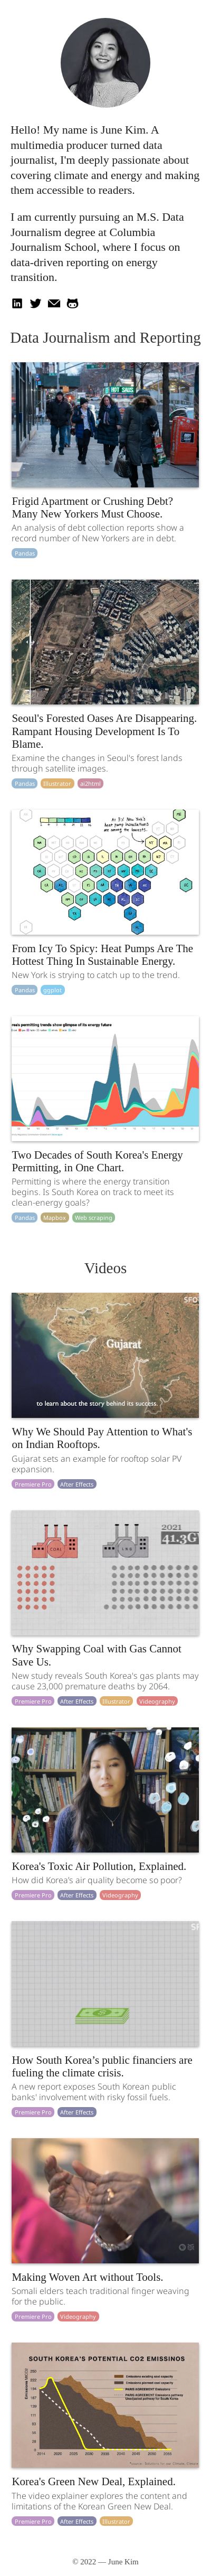 Hello! My name is June Kim. A
multimedia producer turned data
journalist, I'm deeply passionate about
covering climate and energy and making
them accessible to readers.
I am currently pursuing an M.S. Data
Journalism degree at Columbia
Journalism School, where I focus on
data-driven reporting on energy
transition.
Data Journalism and Reporting
Frigid Apartment or Crushing Debt?
Many New Yorkers Must Choose.
An analysis of debt collection reports show a
record number of New Yorkers are in debt.
Pandas
Seoul's Forested Oases Are Disappearing.
Rampant Housing Development Is To
Blame.
Examine the changes in Seoul's forest lands
through satellite images.
Pandas Illustrator ai2html
From Icy To Spicy: Heat Pumps Are The
Hottest Thing In Sustainable Energy.
New York is strying to catch up to the trend.
Pandas ggplot
Two Decades of South Korea's Energy
Permitting, in One Chart.
Permitting is where the energy transition
begins. Is South Korea on track to meet its
clean-energy goals?
Pandas Mapbox Web scraping
Videos
SFO
Gujarat
to learn about the story behind its success.
Why We Should Pay Attention to What's
on Indian Rooftops.
Gujarat sets an example for rooftop solar PV
expansion.
Premiere Pro After Effects
2021
41.3G
COAL
Why Swapping Coal with Gas Cannot
Save Us.
New study reveals South Korea's gas plants may
cause 23,000 premature deaths by 2064.
Premiere Pro After Effects Illustrator Videography
Korea's Toxic Air Pollution, Explained.
How did Korea's air quality become so poor?
Premiere Pro After Effects Videography
How South Korea’s public financiers are
fueling the climate crisis.
A new report exposes South Korean public
banks' involvement with risky fossil fuels.
Premiere Pro After Effects
Making Woven Art without Tools.
Somali elders teach traditional finger weaving
for the public.
Premiere Pro Videography
SOUTH KOREA'S POTENTIAL CO2 EMISSINOS
Korea's Green New Deal, Explained.
The video explainer explores the content and
limitations of the Korean Green New Deal.
Premiere Pro After Effects Illustrator
© 2022 — June Kim